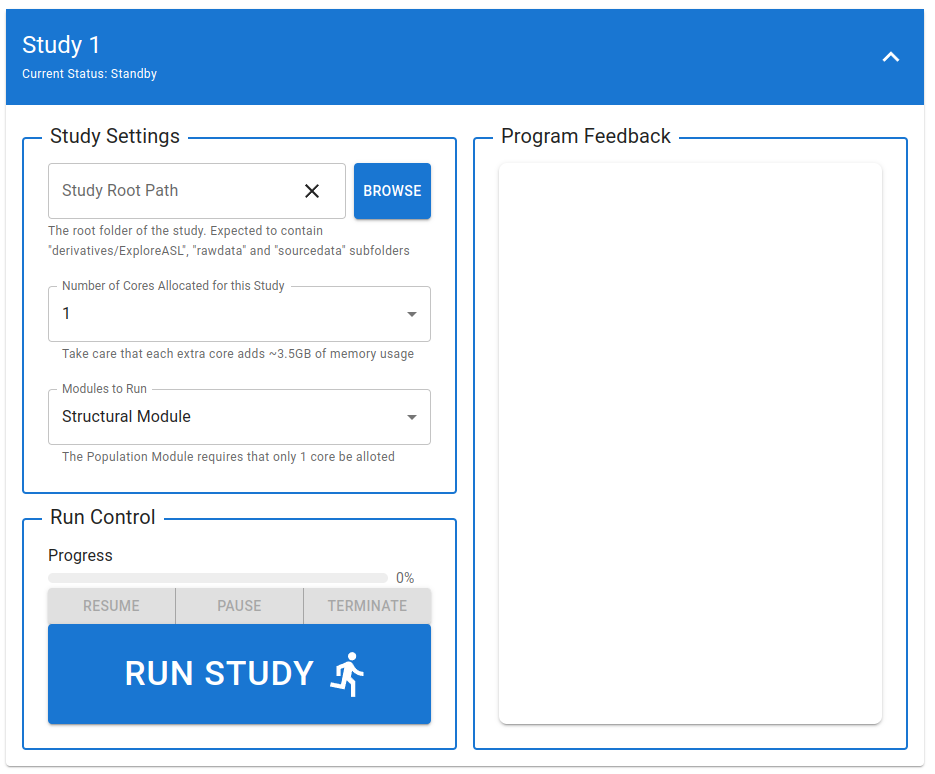 Study 1
Current Status: Standby
Study Settings
Study Root Path
BROWSE
The root folder of the study. Expected to contain
"derivatives/ExploreASL", "rawdata" and "sourcedata" subfolders
Number of Cores Allocated for this Study
1
Take care that each extra core adds ~3.5GB of memory usage
Modules to Run
Structural Module
The Population Module requires that only 1 core be alloted
Run Control
Progress
0%
RESUME
PAUSE
TERMINATE
RUN STUDY
Program Feedback